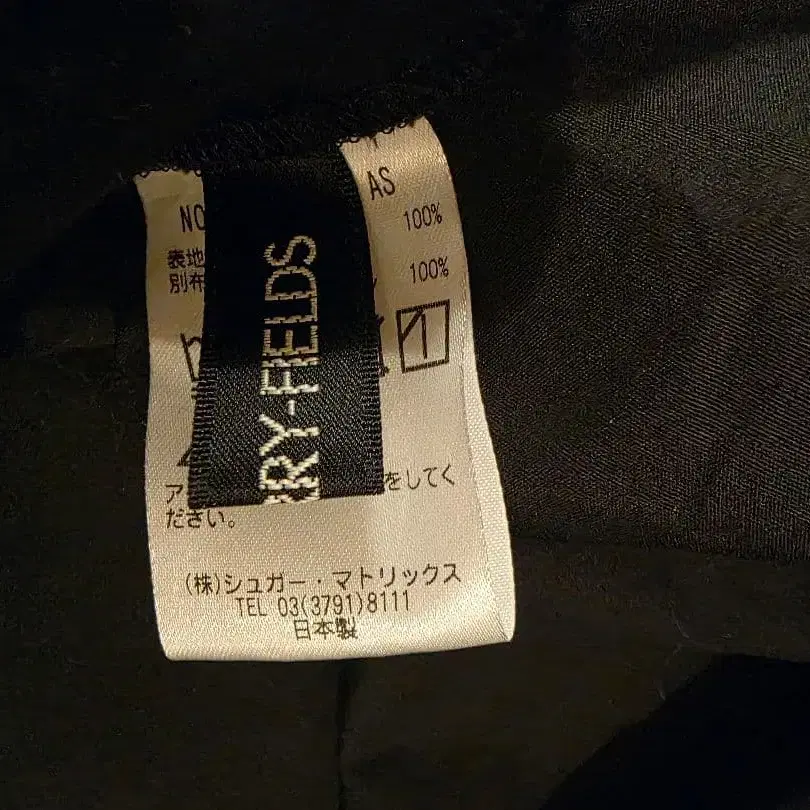 AS
NO
100%
表地
別布
100%
ア
をしてく
ださい。
(株)シュガー・マトリックス
TEL 03(3791)8111
日本製
RRY-FIELDS